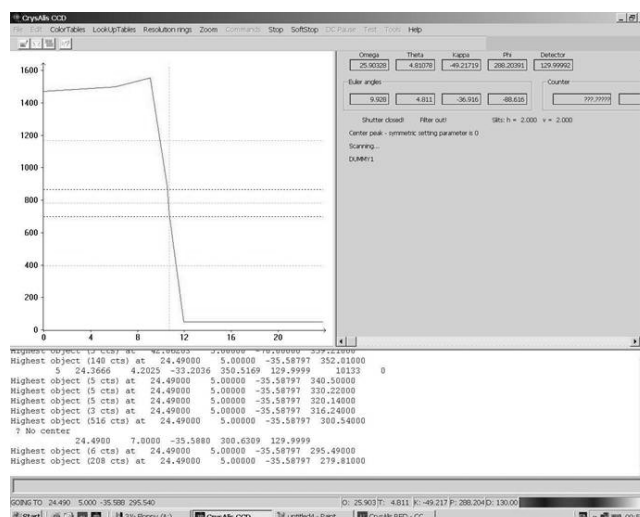 CrysAlis CCD
File Edit ColorTables LookUpTables Resolution rings Zoom Commands Stop SoftStop Test Tools Help
Omega Theta Kappa Phi Detector
25.90328 4.81078 -49.21719 288.20391 129.99992
Euler angles Counter
9.928 4.811 -36.916 -88.616 ???.?????
Shutter closed! Filter out! Slits: h = 2.000 v = 2.000
Center peak - symmetric setting parameter is 0
Scanning...
DUMMY1
1600
1400
1200
1000
800
600
400
200
0
0 4 8 12 16 20
Highest object (140 cts) at 24.49000 5.00000 -35.58797 352.01000
5 24.3666 4.2025 -33.2036 350.5169 129.9999 10133 0
Highest object (5 cts) at 24.49000 5.00000 -35.58797 340.50000
Highest object (5 cts) at 24.49000 5.00000 -35.58797 330.22000
Highest object (5 cts) at 24.49000 5.00000 -35.58797 320.14000
Highest object (3 cts) at 24.49000 5.00000 -35.58797 316.24000
Highest object (516 cts) at 24.49000 5.00000 -35.58797 300.54000
? No center
24.4900 7.0000 -35.5880 300.6309 129.9999
Highest object (6 cts) at 24.49000 5.00000 -35.58797 295.49000
Highest object (208 cts) at 24.49000 5.00000 -35.58797 279.81000
GOING TO 24.490 5.000 -35.588 295.540
O: 25.903 T: 4.811 K: -49.217 P: 288.204 D: 130.00
Start CrysAlis CCD